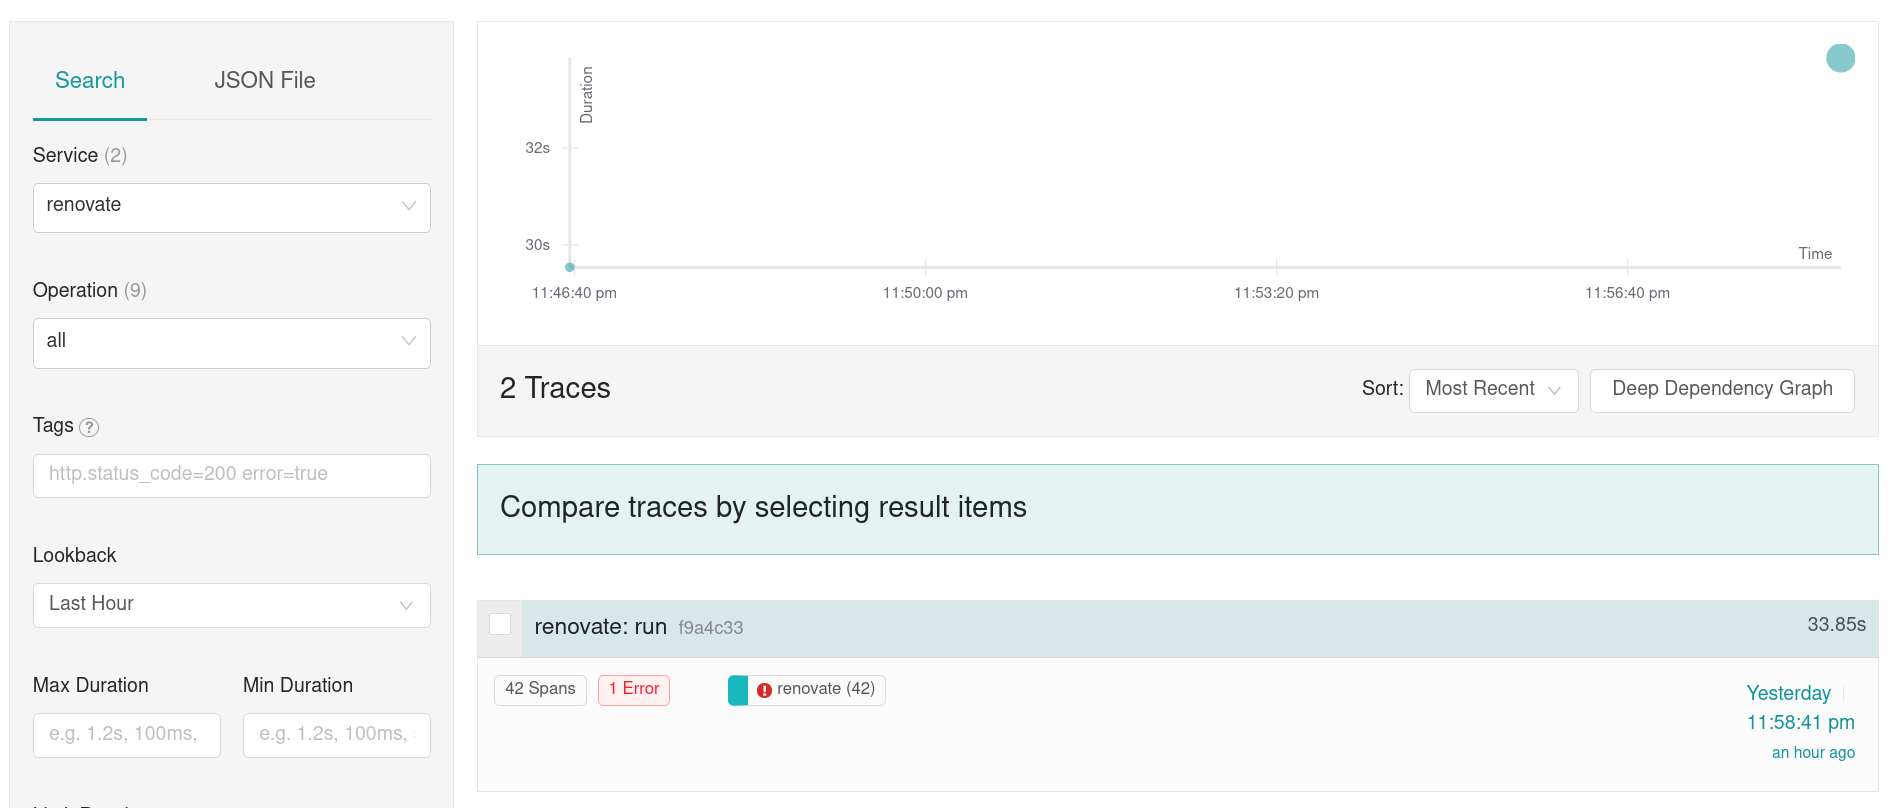 Search
JSON File
Service (2)
renovate
Operation (9)
all
Tags ?
http.status_code=200 error=true
Lookback
Last Hour
Max Duration
Min Duration
e.g. 1.2s, 100ms,
e.g. 1.2s, 100ms,
Duration
32s
30s
Time
11:46:40 pm
11:50:00 pm
11:53:20 pm
11:56:40 pm
2 Traces
Sort: Most Recent
Deep Dependency Graph
Compare traces by selecting result items
renovate: run f9a4c33
33.85s
42 Spans
1 Error
renovate (42)
Yesterday
11:58:41 pm
an hour ago